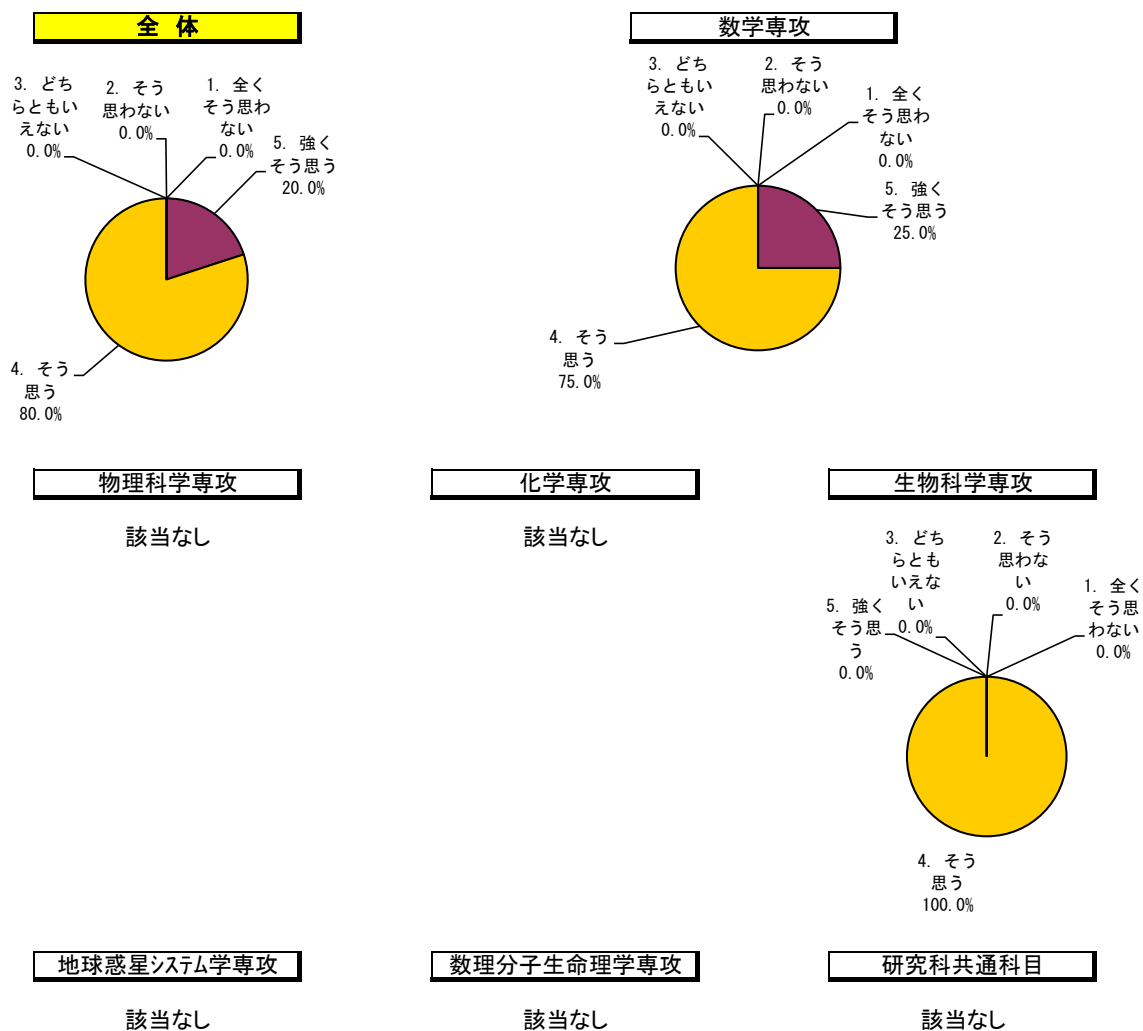 全 体
3. どち
らともい
えない
0.0%
2. そう
思わない
0.0%
1. 全く
そう思わ
ない
0.0%
5. 強く
そう思う
20.0%
4. そう
思う
80.0%
数学専攻
3. どち
らともい
えない
0.0%
2. そう
思わない
0.0%
1. 全く
そう思わ
ない
0.0%
5. 強く
そう思う
25.0%
4. そう
思う
75.0%
物理科学専攻
該当なし
化学専攻
該当なし
生物科学専攻
5. 強く
そう思
う
0.0%
3. どち
らとも
いえな
い
0.0%
2. そう
思わな
い
0.0%
1. 全く
そう思
わない
0.0%
4. そう
思う
100.0%
地球惑星システム学専攻
該当なし
数理分子生命理学専攻
該当なし
研究科共通科目
該当なし